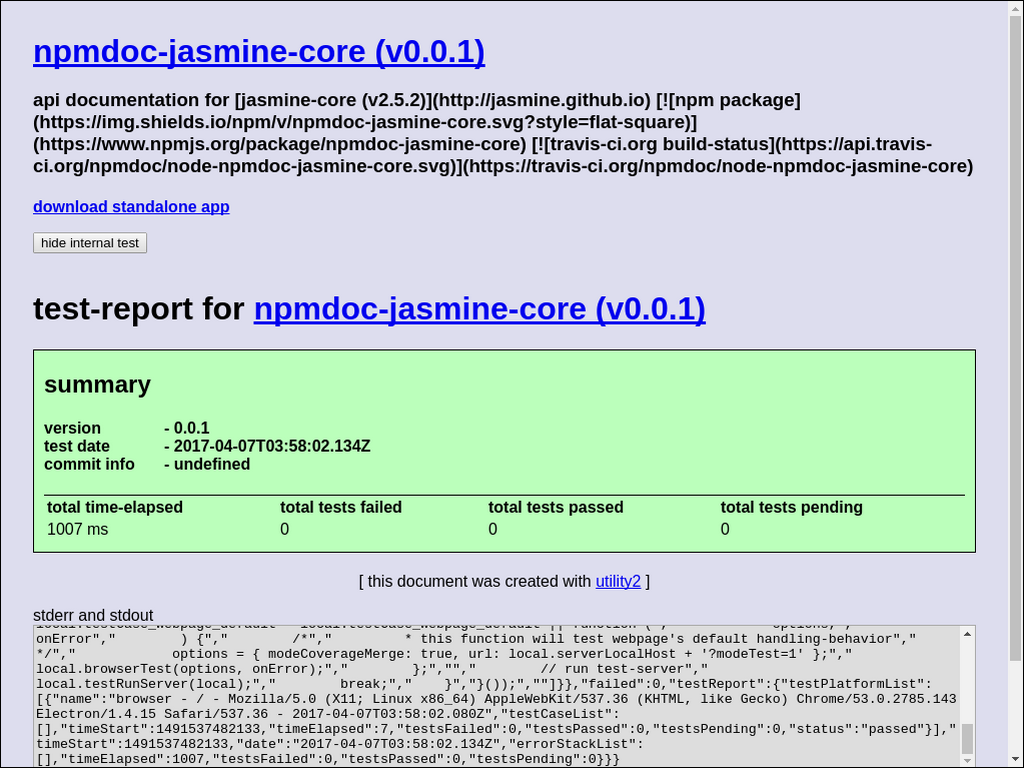 npmdoc-jasmine-core (v0.0.1)
api documentation for [jasmine-core (v2.5.2)](http://jasmine.github.io) [![npm package]
(https://img.shields.io/npm/v/npmdoc-jasmine-core.svg?style=flat-square)]
(https://www.npmjs.org/package/npmdoc-jasmine-core) [![travis-ci.org build-status](https://api.travis-
ci.org/npmdoc/node-npmdoc-jasmine-core.svg)](https://travis-ci.org/npmdoc/node-npmdoc-jasmine-core)
download standalone app
hide internal test
test-report for npmdoc-jasmine-core (v0.0.1)
summary
version - 0.0.1
test date - 2017-04-07T03:58:02.134Z
commit info - undefined
total time-elapsed total tests failed total tests passed total tests pending
1007 ms 0 0 0
[ this document was created with utility2 ]
stderr and stdout
onError","        ) {","        /*","         * this function will test webpage's default handling-behavior","
*/","            options = { modeCoverageMerge: true, url: local.serverLocalHost + '?modeTest=1' };","
local.browserTest(options, onError);","        };","","        // run test-server","
local.testRunServer(local);","        break;","    }","}());",""]}},"failed":0,"testReport":{"testPlatformList":
[{"name":"browser - / - Mozilla/5.0 (X11; Linux x86_64) AppleWebKit/537.36 (KHTML, like Gecko) Chrome/53.0.2785.143
Electron/1.4.15 Safari/537.36 - 2017-04-07T03:58:02.080Z","testCaseList":
[],"timeStart":1491537482133,"timeElapsed":7,"testsFailed":0,"testsPassed":0,"testsPending":0,"status":"passed"}],"
timeStart":1491537482133,"date":"2017-04-07T03:58:02.134Z","errorStackList":
[],"timeElapsed":1007,"testsFailed":0,"testsPassed":0,"testsPending":0}}}